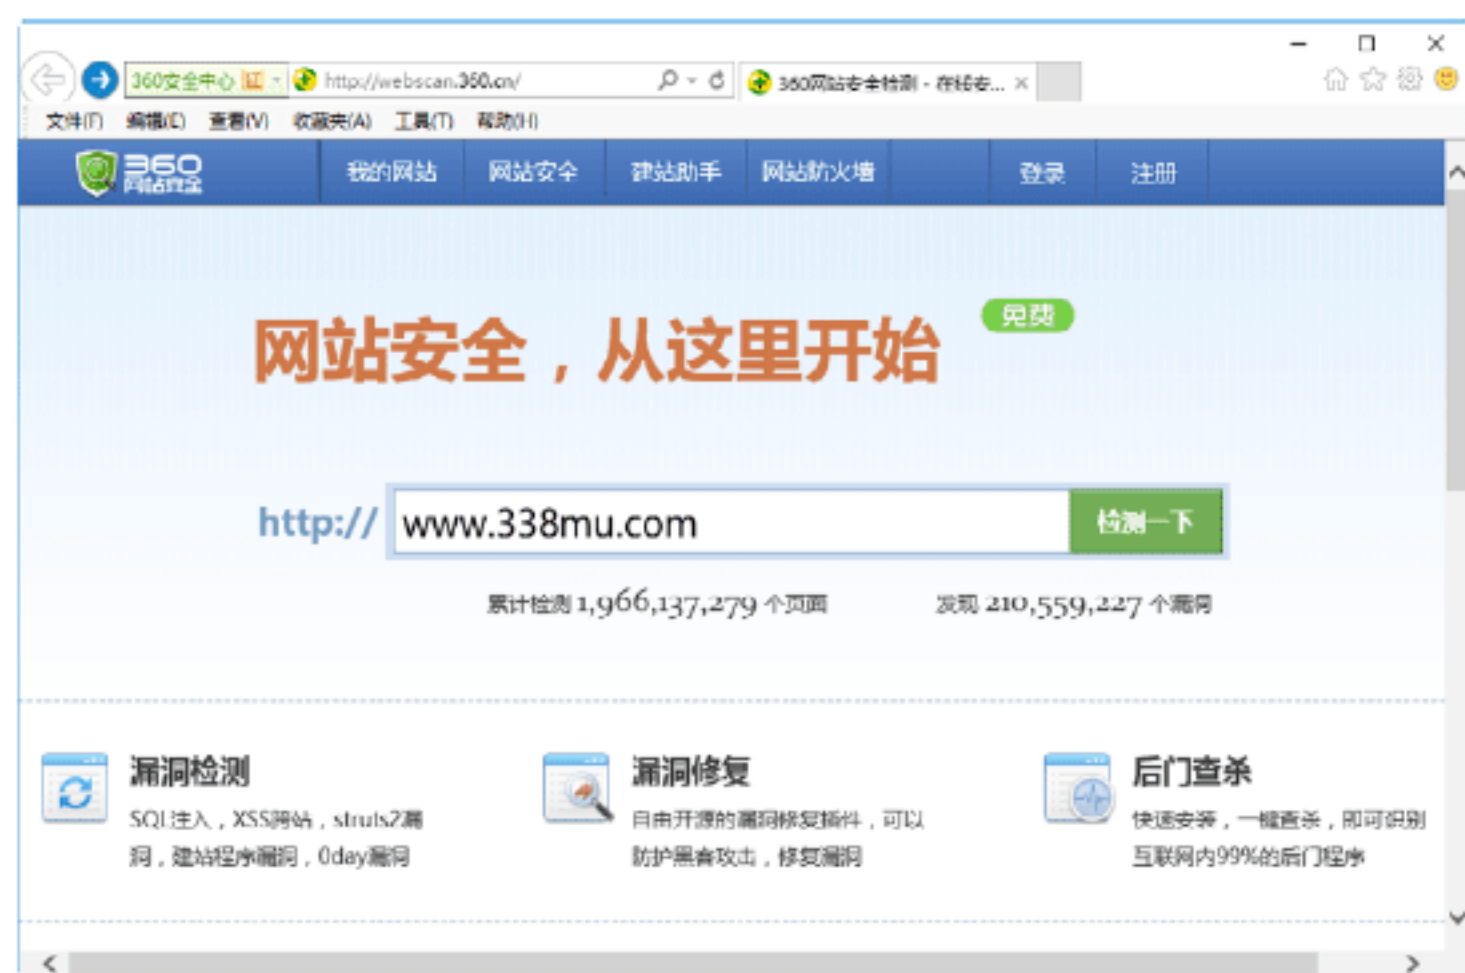 360安全中心 http://webscan.360.cn/ 360网站安全检测 - 在线安...
文件(F) 编辑(E) 查看(V) 收藏夹(A) 工具(T) 帮助(H)
360 网站安全 我的网站 网站安全 建站助手 网站防火墙 登录 注册
网站安全，从这里开始 免费
http:// www.338mu.com 检测一下
累计检测 1,966,137,279 个页面 发现 210,559,227 个漏洞
漏洞检测
SQL注入，XSS跨站，struts2漏
洞，建站程序漏洞，0day漏洞
漏洞修复
自由开源的漏洞修复插件，可以
防护黑客攻击，修复漏洞
后门查杀
快速安装，一键查杀，即可识别
互联网内99%的后门程序